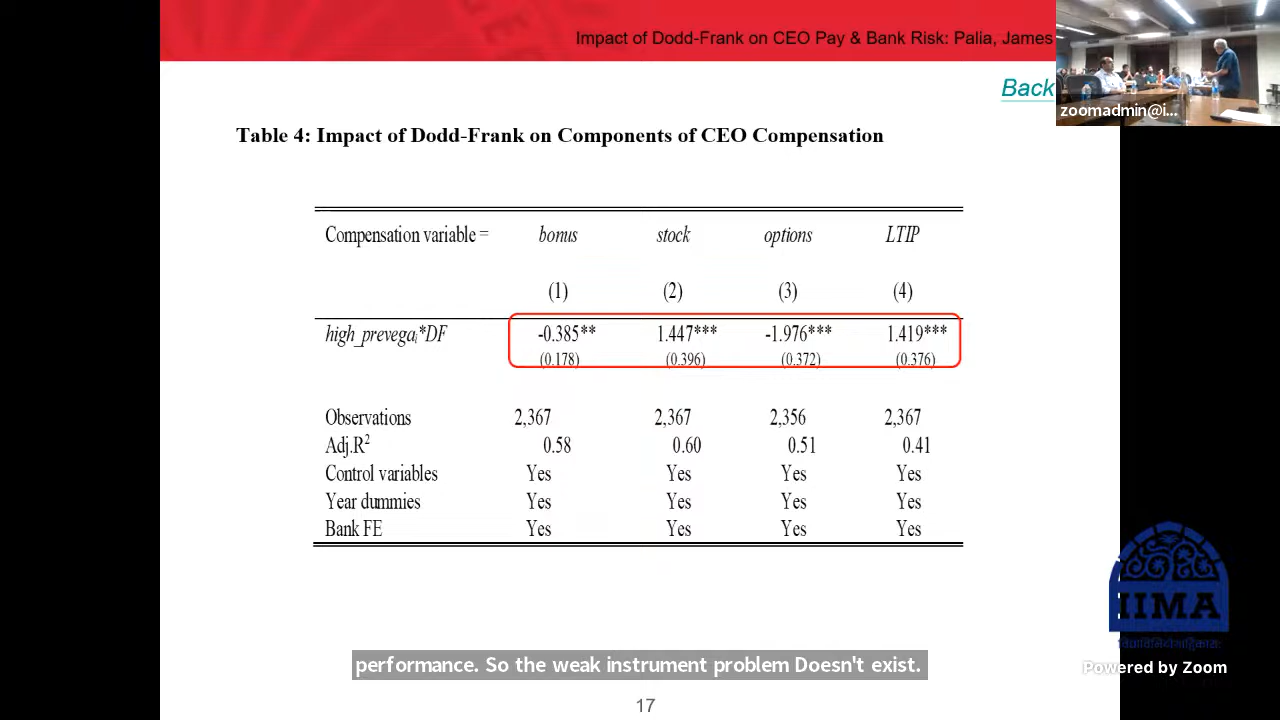 Impact of Dodd-Frank on CEO Pay & Bank Risk: Palia, James
Back
zoomadmin@i...
Table 4: Impact of Dodd-Frank on Components of CEO Compensation
Compensation variable = bonus stock options LTIP
(1) (2) (3) (4)
high_prevegaᵢ*DF -0.385** 1.447*** -1.976*** 1.419***
(0.178) (0.396) (0.372) (0.376)
Observations 2,367 2,367 2,356 2,367
Adj.R² 0.58 0.60 0.51 0.41
Control variables Yes Yes Yes Yes
Year dummies Yes Yes Yes Yes
Bank FE Yes Yes Yes Yes
IIMA
performance. So the weak instrument problem Doesn't exist.
Powered by Zoom
17